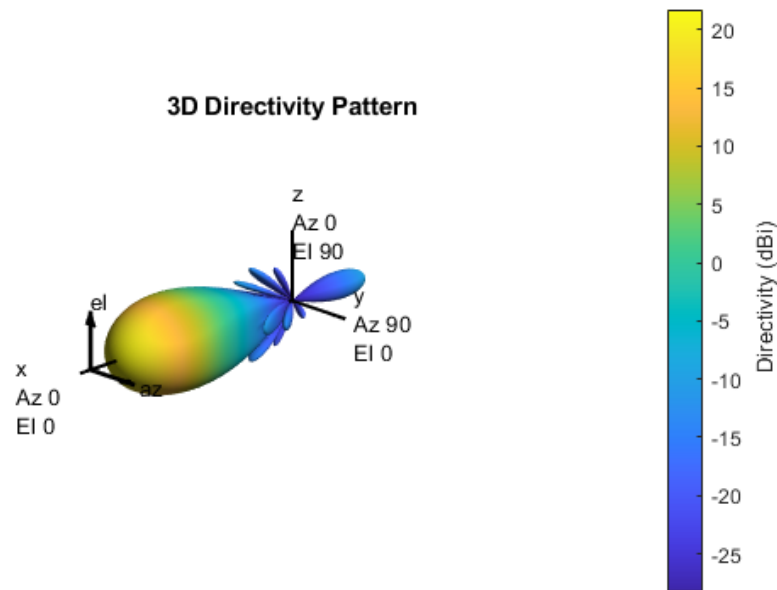 3D Directivity Pattern
z
Az 0
El 90
el
y
Az 90
El 0
x
Az 0
El 0
az
20
15
10
5
0
-5
-10
-15
-20
-25
Directivity (dBi)